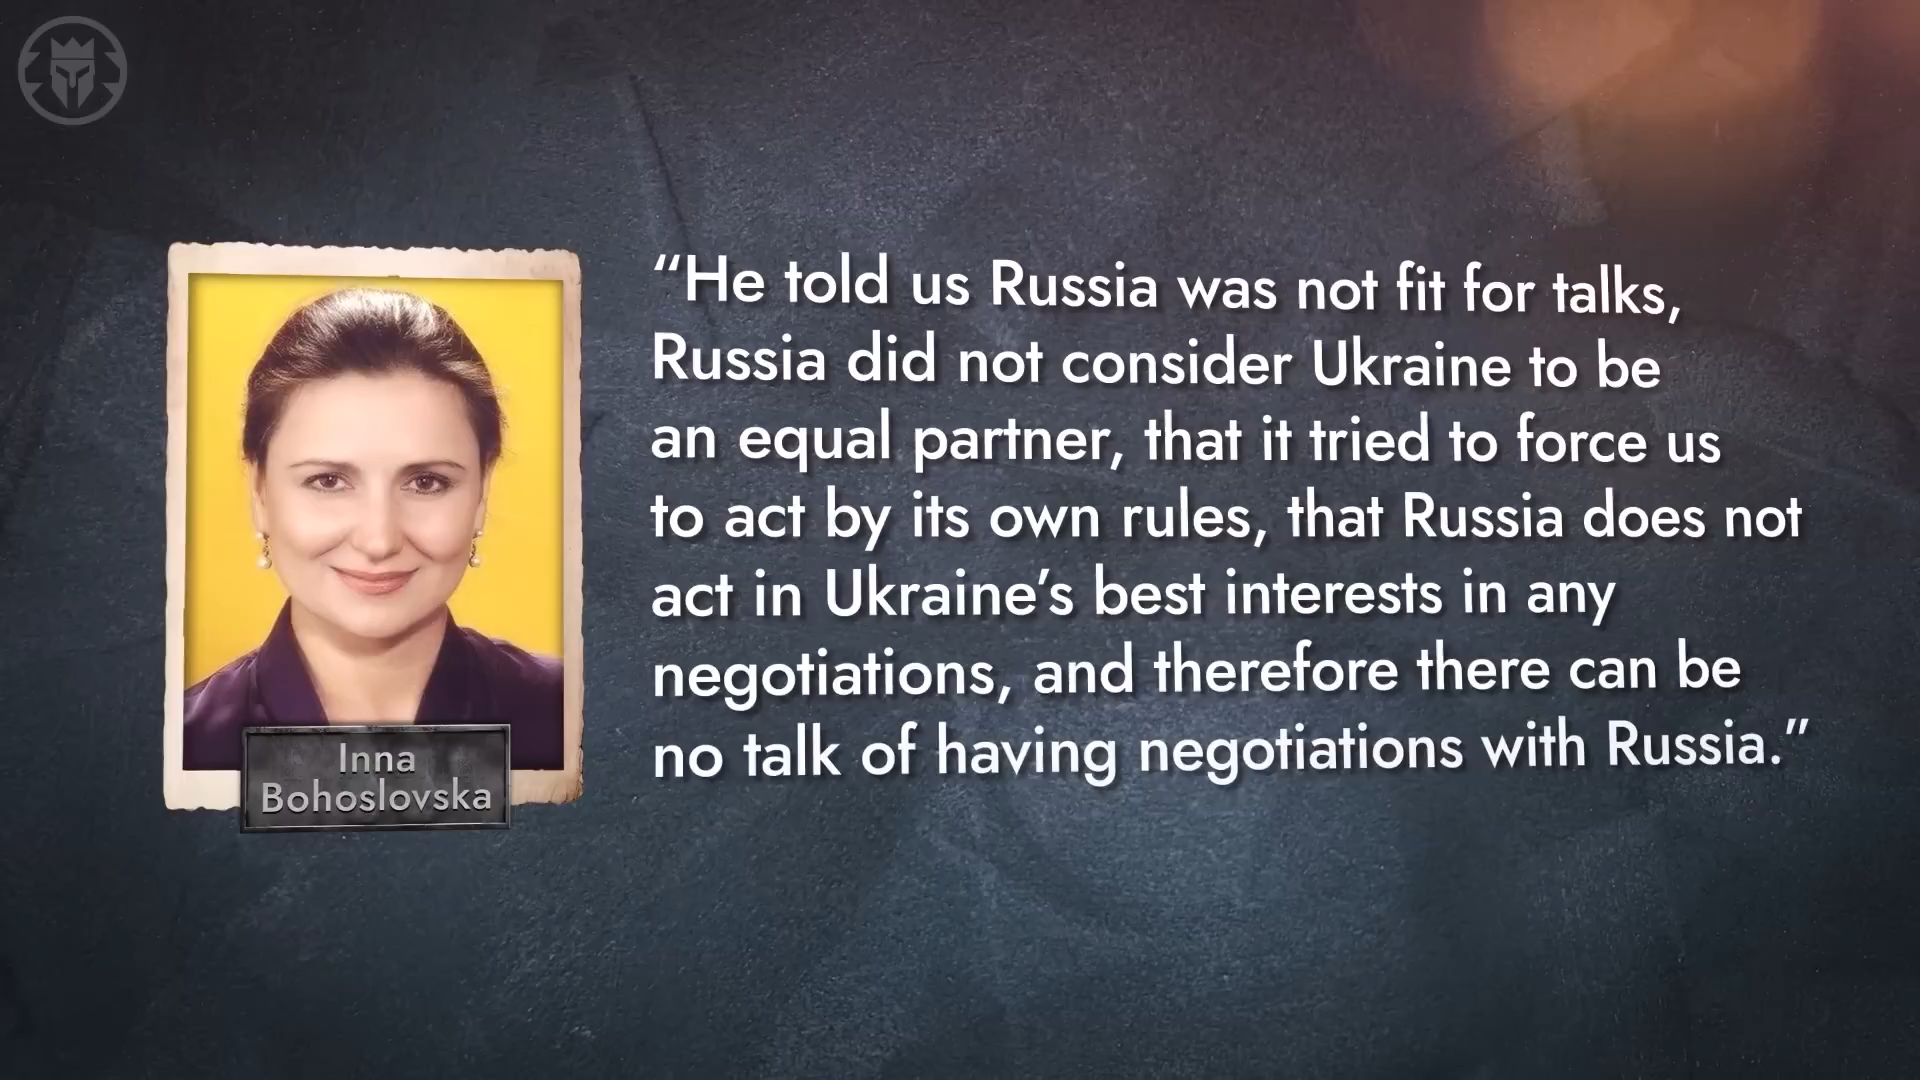 “He told us Russia was not fit for talks,
Russia did not consider Ukraine to be
an equal partner, that it tried to force us
to act by its own rules, that Russia does not
act in Ukraine’s best interests in any
negotiations, and therefore there can be
no talk of having negotiations with Russia.”
Inna
Bohoslovska